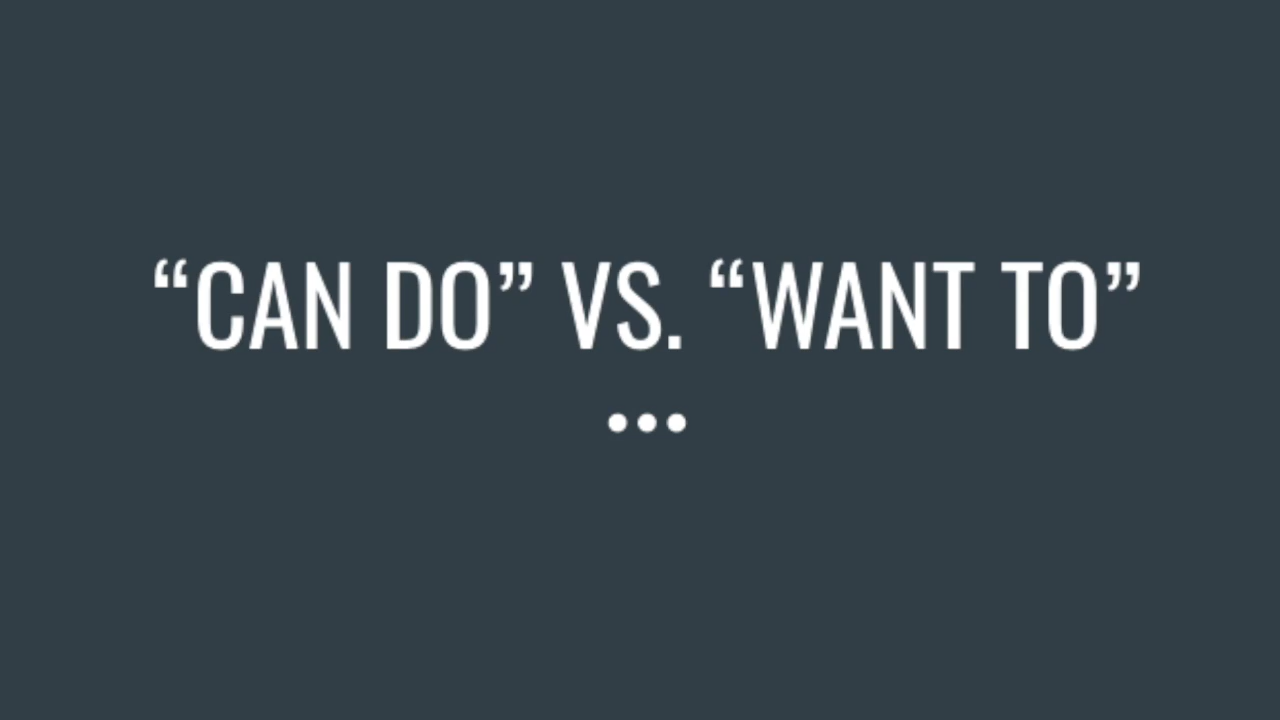 “CAN DO” VS. “WANT TO”